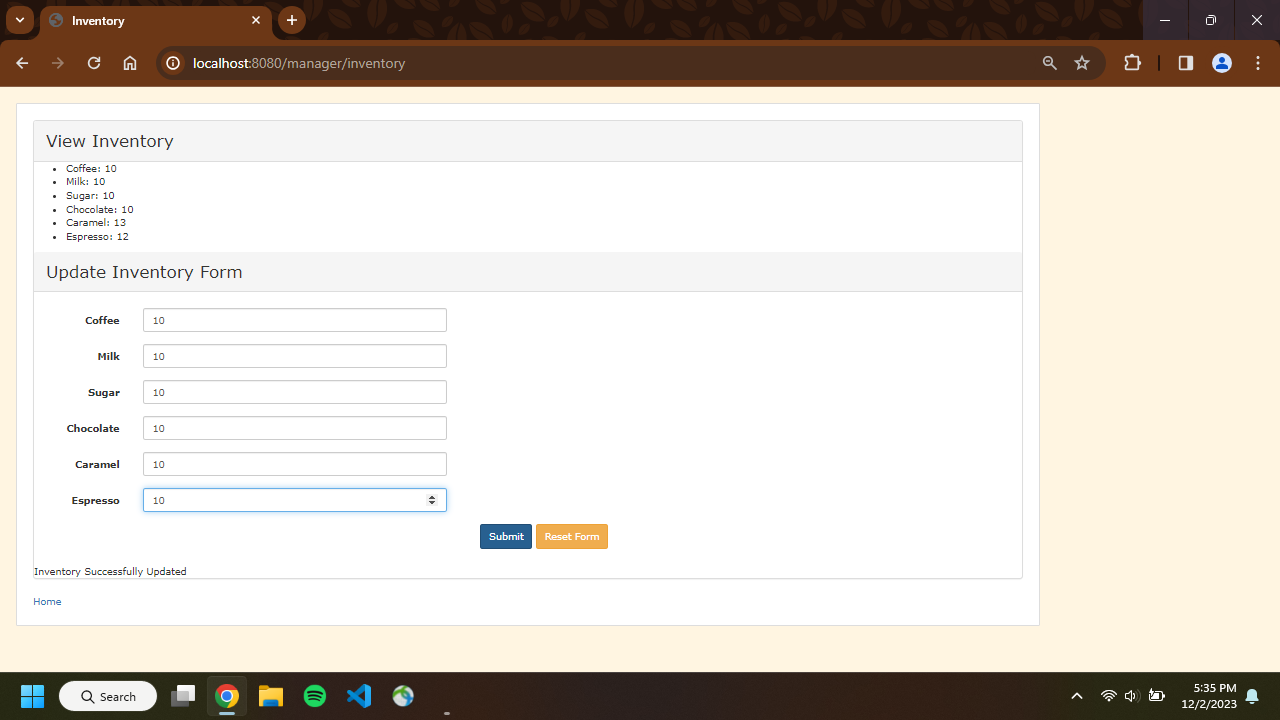 Inventory
localhost:8080/manager/inventory
View Inventory
Coffee: 10
Milk: 10
Sugar: 10
Chocolate: 10
Caramel: 13
Espresso: 12
Update Inventory Form
Coffee 10
Milk 10
Sugar 10
Chocolate 10
Caramel 10
Espresso 10
Submit Reset Form
Inventory Successfully Updated
Home
Search
5:35 PM
12/2/2023